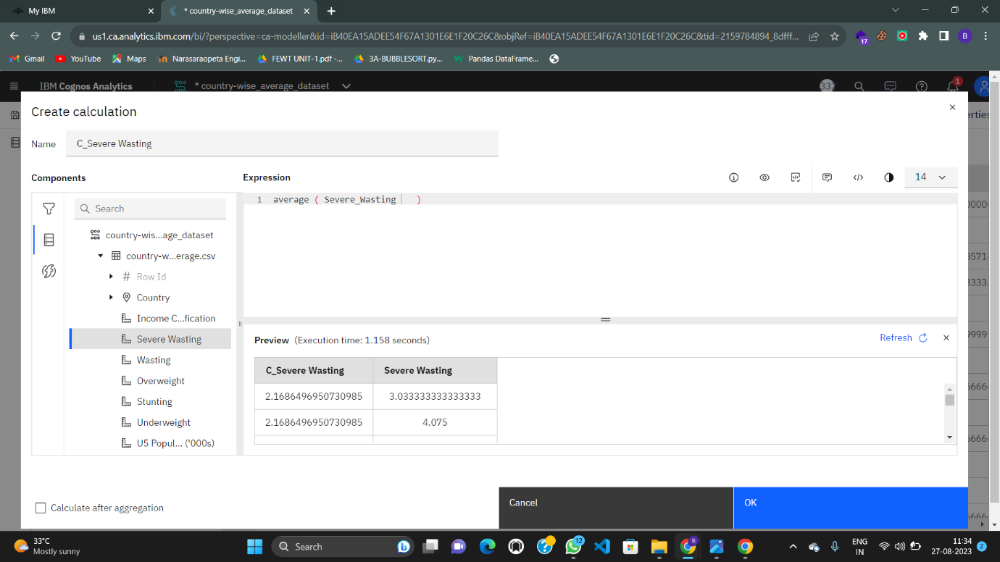 My IBM
* country-wise_average_dataset
us1.ca.analytics.ibm.com/bi/?perspective=ca-modeller&id=iB40EA15ADEE54F67A1301E6E1F20C26C&objRef=iB40EA15ADEE54F67A1301E6E1F20C26C&tid=2159784894_8dfff...
17
B
Gmail
YouTube
Maps
Narasaraopeta Engi...
FEWT UNIT-1.pdf -...
3A-BUBBLESORT.py...
Pandas DataFrame...
IBM Cognos Analytics
* country-wise_average_dataset
1
Create calculation
Name
C_Severe Wasting
Components
Expression
14
Search
1 average ( Severe_Wasting )
country-wis...age_dataset
country-w...erage.csv
Row Id
Country
Income C...fication
Severe Wasting
Wasting
Overweight
Stunting
Underweight
U5 Popul... ('000s)
Preview (Execution time: 1.158 seconds)
Refresh
C_Severe Wasting Severe Wasting
2.1686496950730985 3.033333333333333
2.1686496950730985 4.075
Calculate after aggregation
Cancel
OK
33°C
Mostly sunny
Search
12
B
ENG
IN
11:34
27-08-2023
2